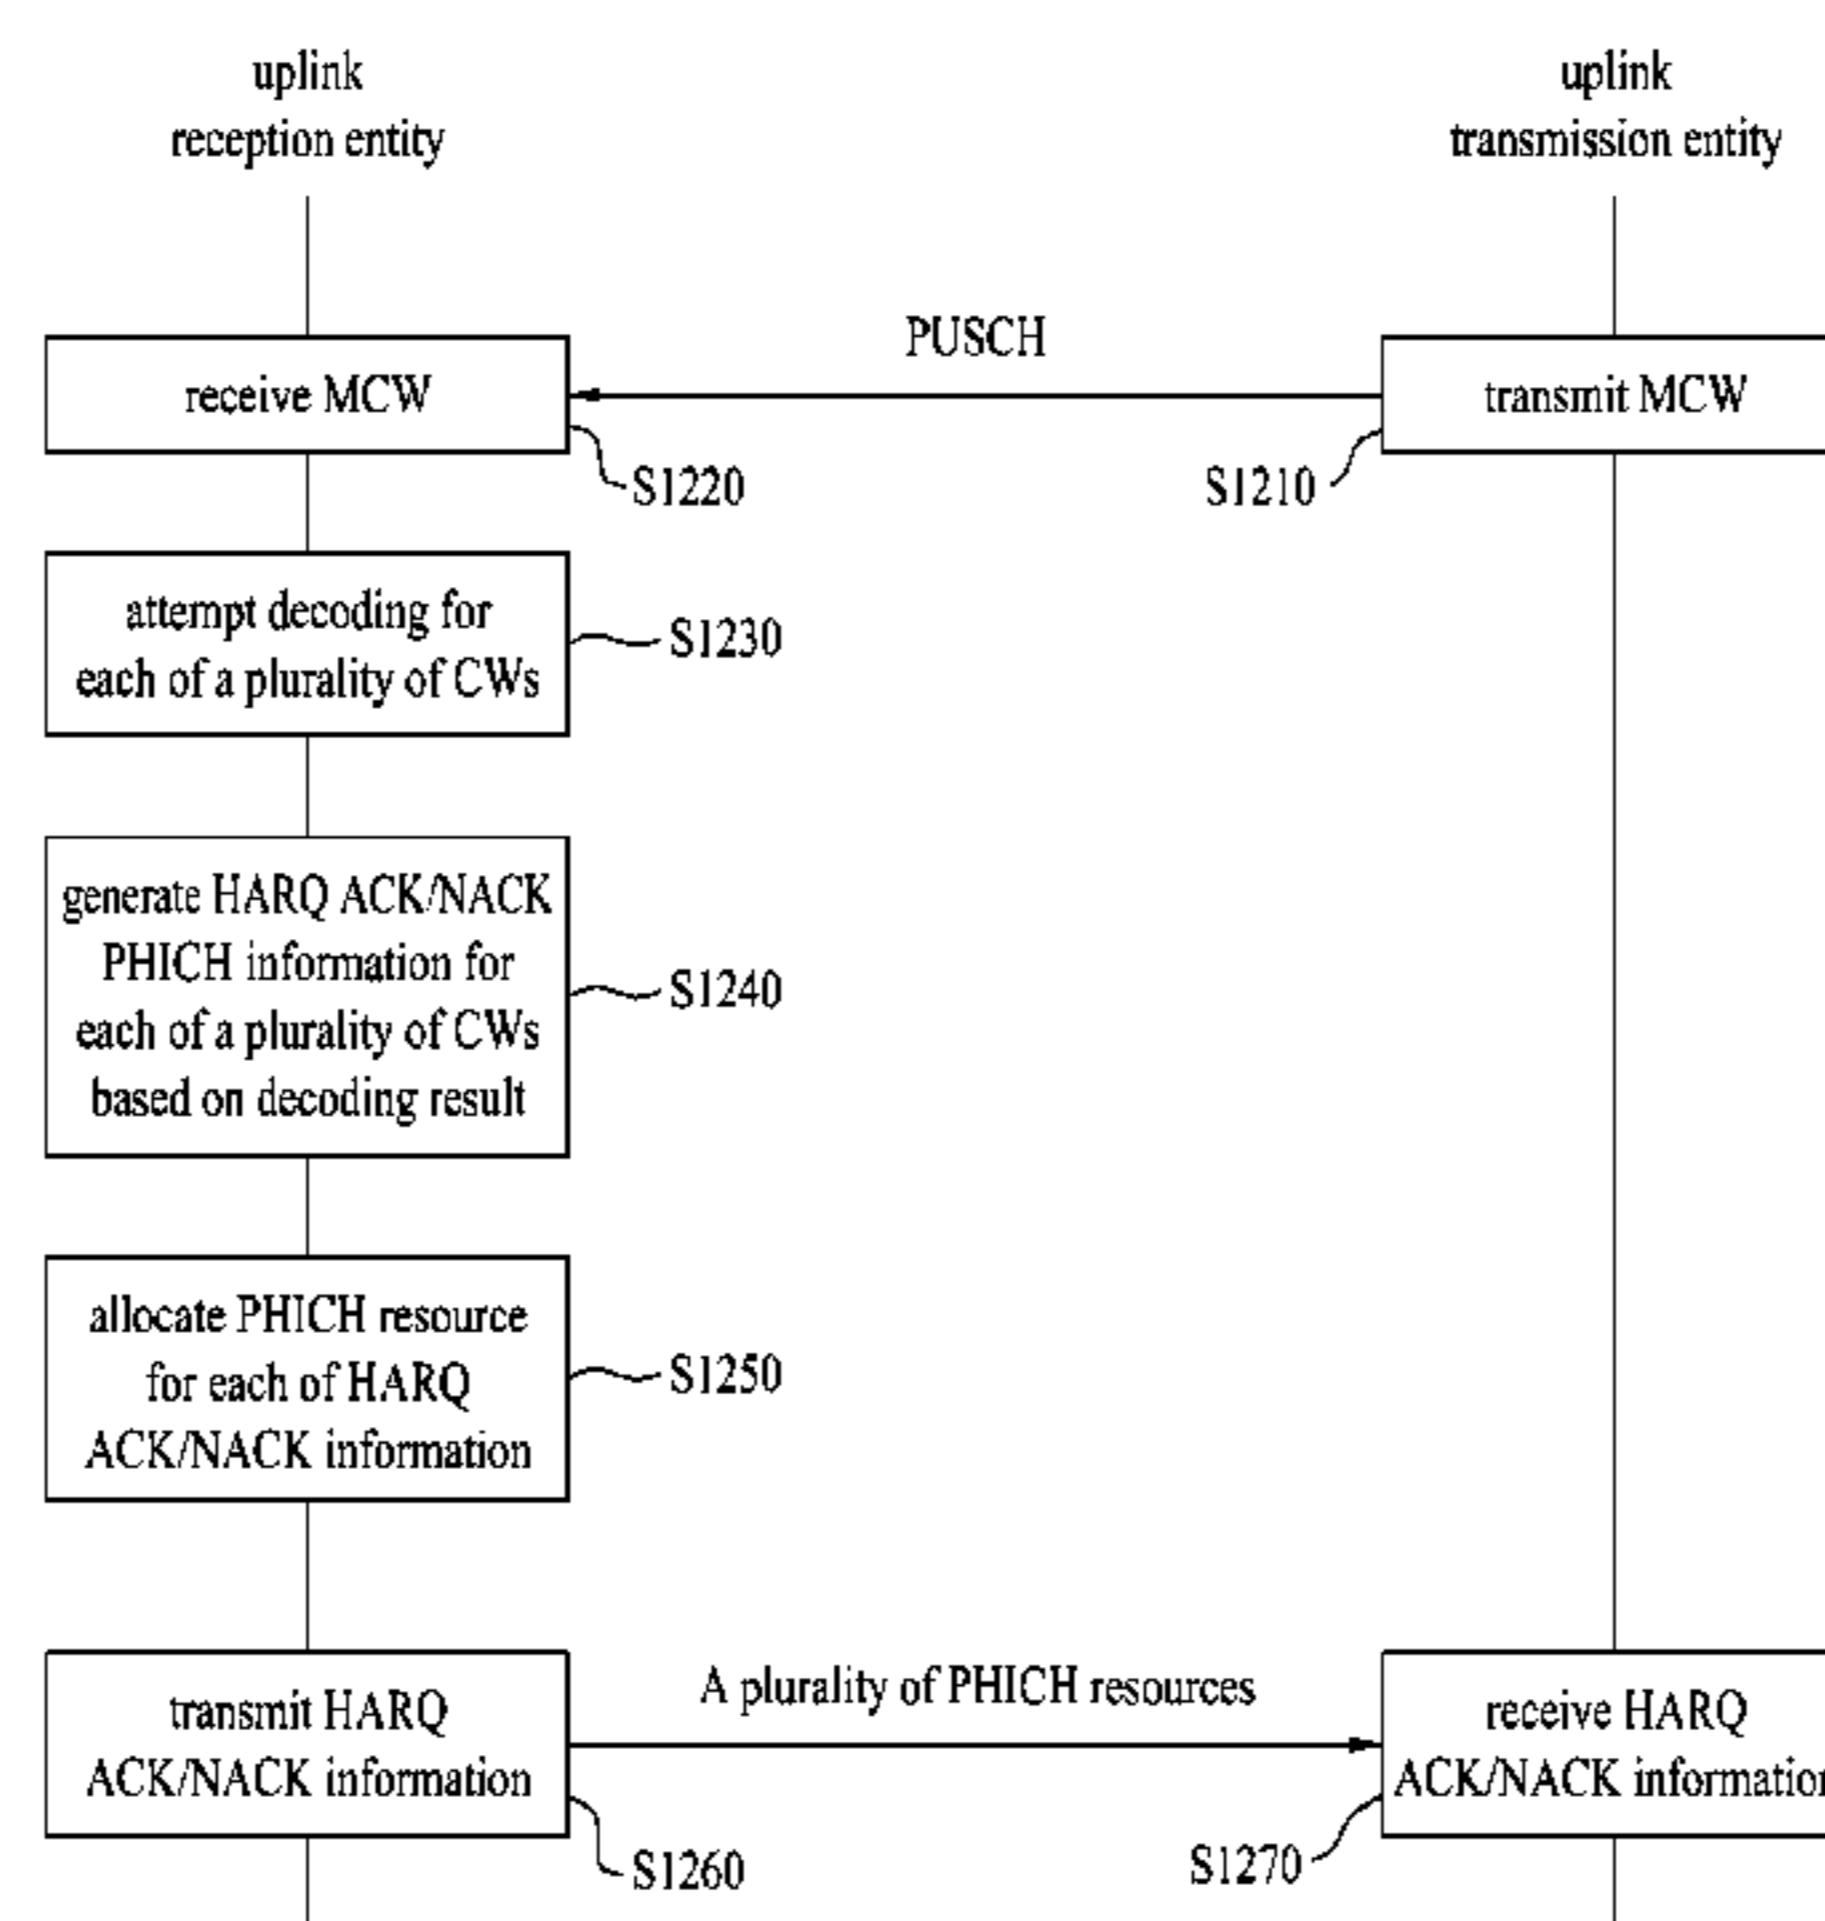 uplink
reception entity
uplink
transmission entity
PUSCH
receive MCW
transmit MCW
S1220
S1210
attempt decoding for
each of a plurality of CWs
S1230
generate HARQ ACK/NACK
PHICH information for
each of a plurality of CWs
based on decoding result
S1240
allocate PHICH resource
for each of HARQ
ACK/NACK information
S1250
A plurality of PHICH resources
transmit HARQ
ACK/NACK information
receive HARQ
ACK/NACK information
S1260
S1270